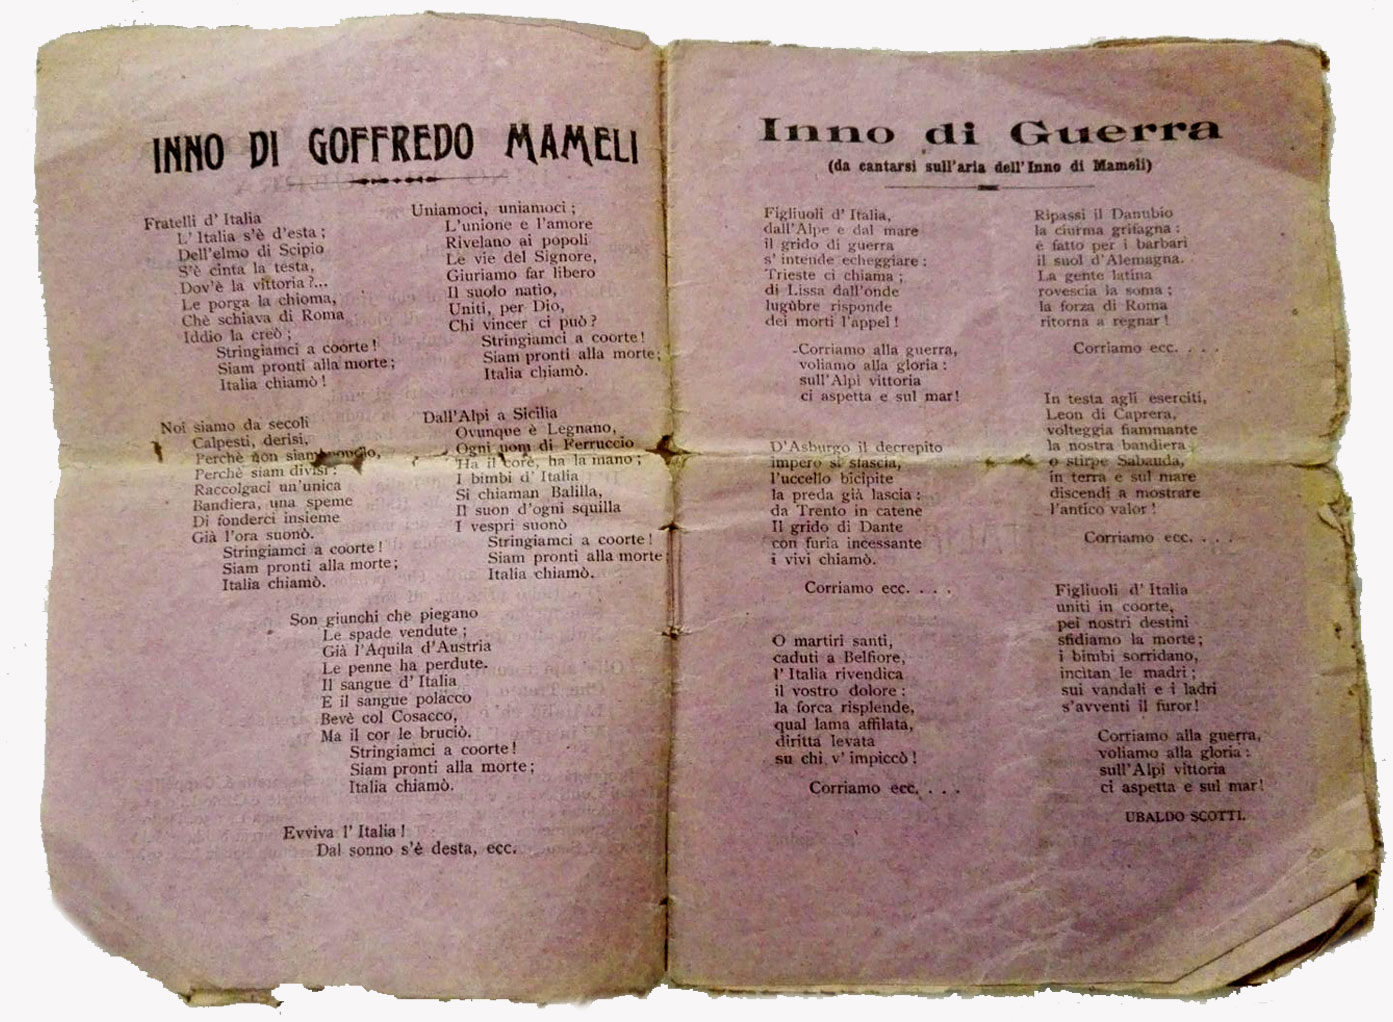 INNO DI GOFFREDO MAMELI
Fratelli d' Italia
L' Italia s'è d'esta;
Dell'elmo di Scipio
S'è cinta la testa,
Dov'è la vittoria?...
Le porga la chioma,
Chè schiava di Roma
Iddio la creò;
Stringiamci a coorte!
Siam pronti alla morte;
Italia chiamò!
Noi siamo da secoli
Calpesti, derisi,
Perchè non siam
Perchè siam divisi:
Raccolgaci un'unica
Bandiera, una speme
Di fonderci insieme
Già l'ora suonò.
Stringiamci a coorte!
Siam pronti alla morte;
Italia chiamò.
Uniamoci, uniamoci;
L'unione e l'amore
Rivelano ai popoli
Le vie del Signore,
Giuriamo far libero
Il suolo natìo,
Uniti, per Dio,
Chi vincer ci può?
Stringiamci a coorte!
Siam pronti alla morte;
Italia chiamò.
Dall'Alpi a Sicilia
Ovunque è Legnano,
Ogni uom di Ferruccio
Ha il core, ha la mano;
I bimbi d' Italia
Si chiaman Balilla,
Il suon d'ogni squilla
I vespri suonò
Stringiamci a coorte!
Siam pronti alla morte
Italia chiamò.
Son giunchi che piegano
Le spade vendute;
Già l'Aquila d'Austria
Le penne ha perdute.
Il sangue d' Italia
E il sangue polacco
Bevè col Cosacco,
Ma il cor le bruciò.
Stringiamci a coorte!
Siam pronti alla morte;
Italia chiamò.
Evviva l' Italia!
Dal sonno s'è desta, ecc.
Inno di Guerra
(da cantarsi sull'aria dell'Inno di Mameli)
Figliuoli d' Italia,
dall'Alpe e dal mare
il grido di guerra
s' intende echeggiare:
Trieste ci chiama;
di Lissa dall'onde
lugùbre risponde
dei morti l'appel!
Corriamo alla guerra,
voliamo alla gloria:
sull'Alpi vittoria
ci aspetta e sul mar!
D'Asburgo il decrepito
impero si sfascia,
l'uccello bicipite
la preda già lascia:
da Trento in catene
Il grido di Dante
con furia incessante
i vivi chiamò.
Corriamo ecc. . . .
O martiri santi,
caduti a Belfiore,
l' Italia rivendica
il vostro dolore:
la forca risplende,
qual lama affilata,
diritta levata
su chi v' impiccò!
Corriamo ecc. . . .
Ripassi il Danubio
la ciurma grifagna:
è fatto per i barbari
il suol d'Alemagna.
La gente latina
rovescia la soma;
la forza di Roma
ritorna a regnar!
Corriamo ecc. . . .
In testa agli eserciti,
Leon di Caprera,
volteggia fiammante
la nostra bandiera
o stirpe Sabauda,
in terra e sul mare
discendi a mostrare
l'antico valor!
Corriamo ecc. . . .
Figliuoli d' Italia
uniti in coorte,
pei nostri destini
sfidiamo la morte;
i bimbi sorridano,
incitan le madri;
sui vandali e i ladri
s'avventi il furor!
Corriamo alla guerra,
voliamo alla gloria:
sull'Alpi vittoria
ci aspetta e sul mar!
UBALDO SCOTTI.